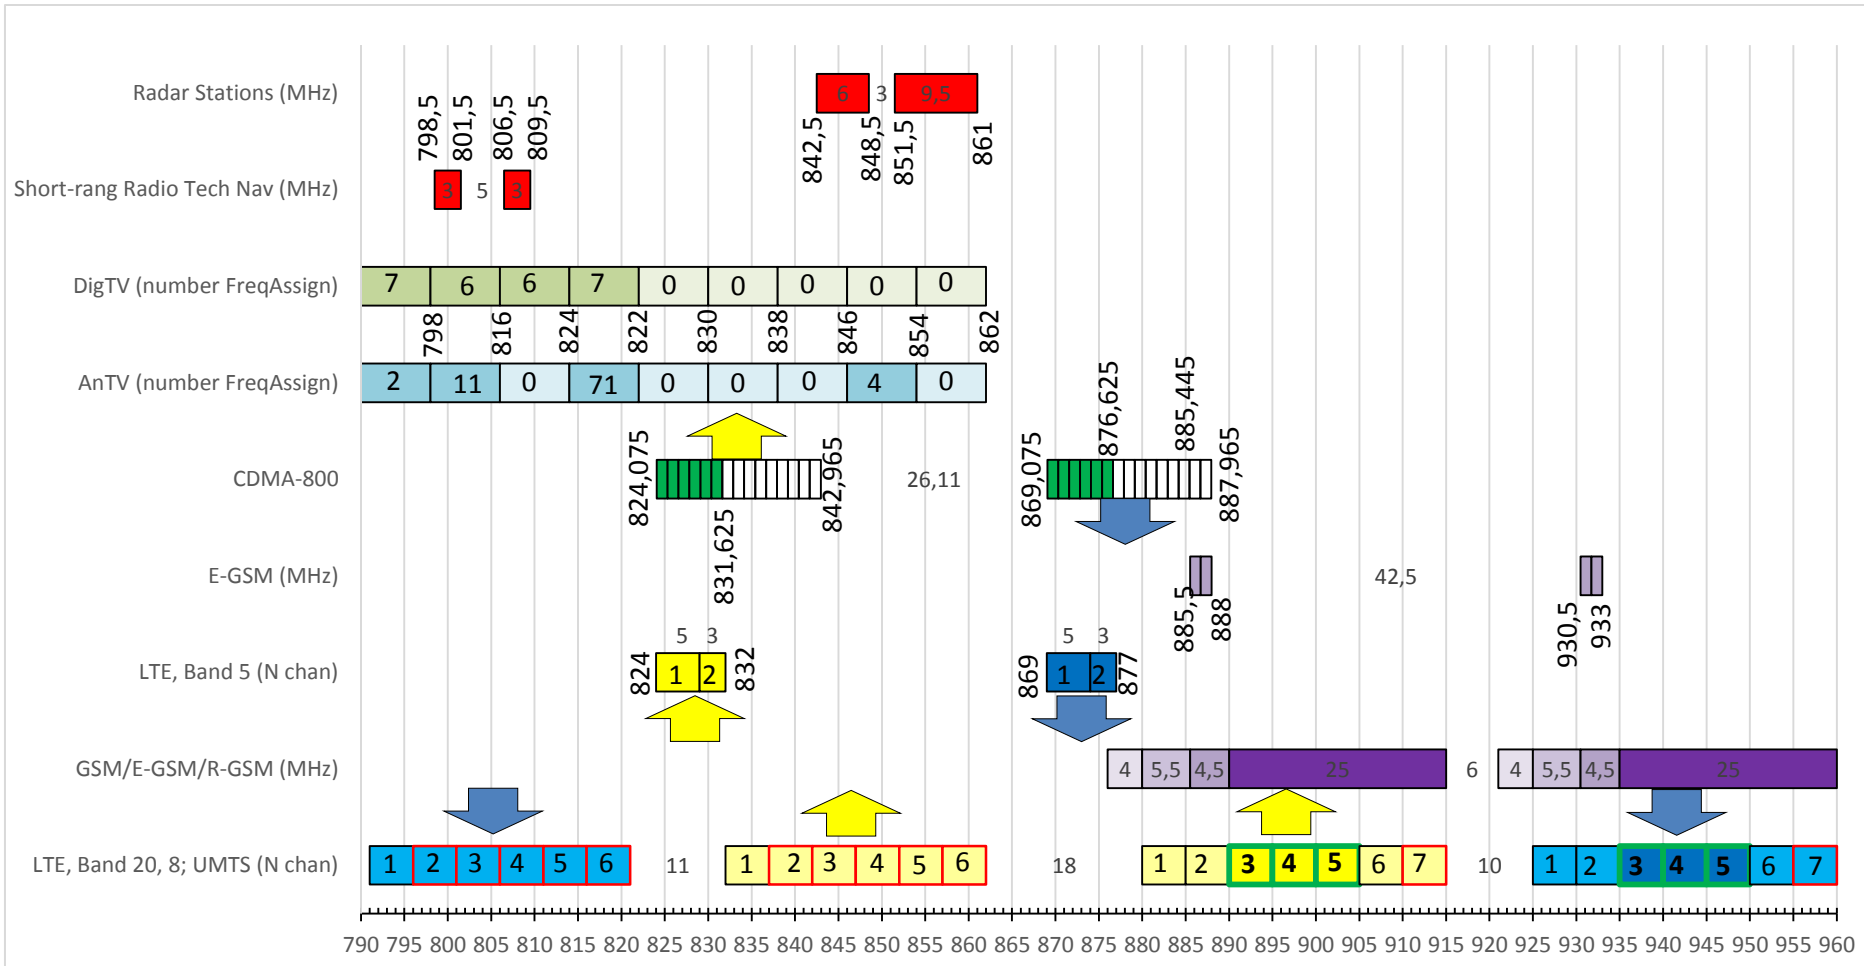 Radar Stations (MHz)
6 3 9,5
842,5 848,5 851,5 861
798,5 801,5 806,5 809,5
Short-rang Radio Tech Nav (MHz)
3 5 3
DigTV (number FreqAssign)
7 6 6 7 0 0 0 0 0
798 816 824 822 830 838 846 854 862
AnTV (number FreqAssign)
2 11 0 71 0 0 0 4 0
CDMA-800
824,075 831,625 842,965
26,11
869,075 876,625 885,445 887,965
E-GSM (MHz)
885,5 888
42,5
930,5 933
LTE, Band 5 (N chan)
5 3
824 1 2 832
5 3
869 1 2 877
GSM/E-GSM/R-GSM (MHz)
4 5,5 4,5 25 6 4 5,5 4,5 25
LTE, Band 20, 8; UMTS (N chan)
1 2 3 4 5 6 11 1 2 3 4 5 6 18 1 2 3 4 5 6 7 10 1 2 3 4 5 6 7
790 795 800 805 810 815 820 825 830 835 840 845 850 855 860 865 870 875 880 885 890 895 900 905 910 915 920 925 930 935 940 945 950 955 960